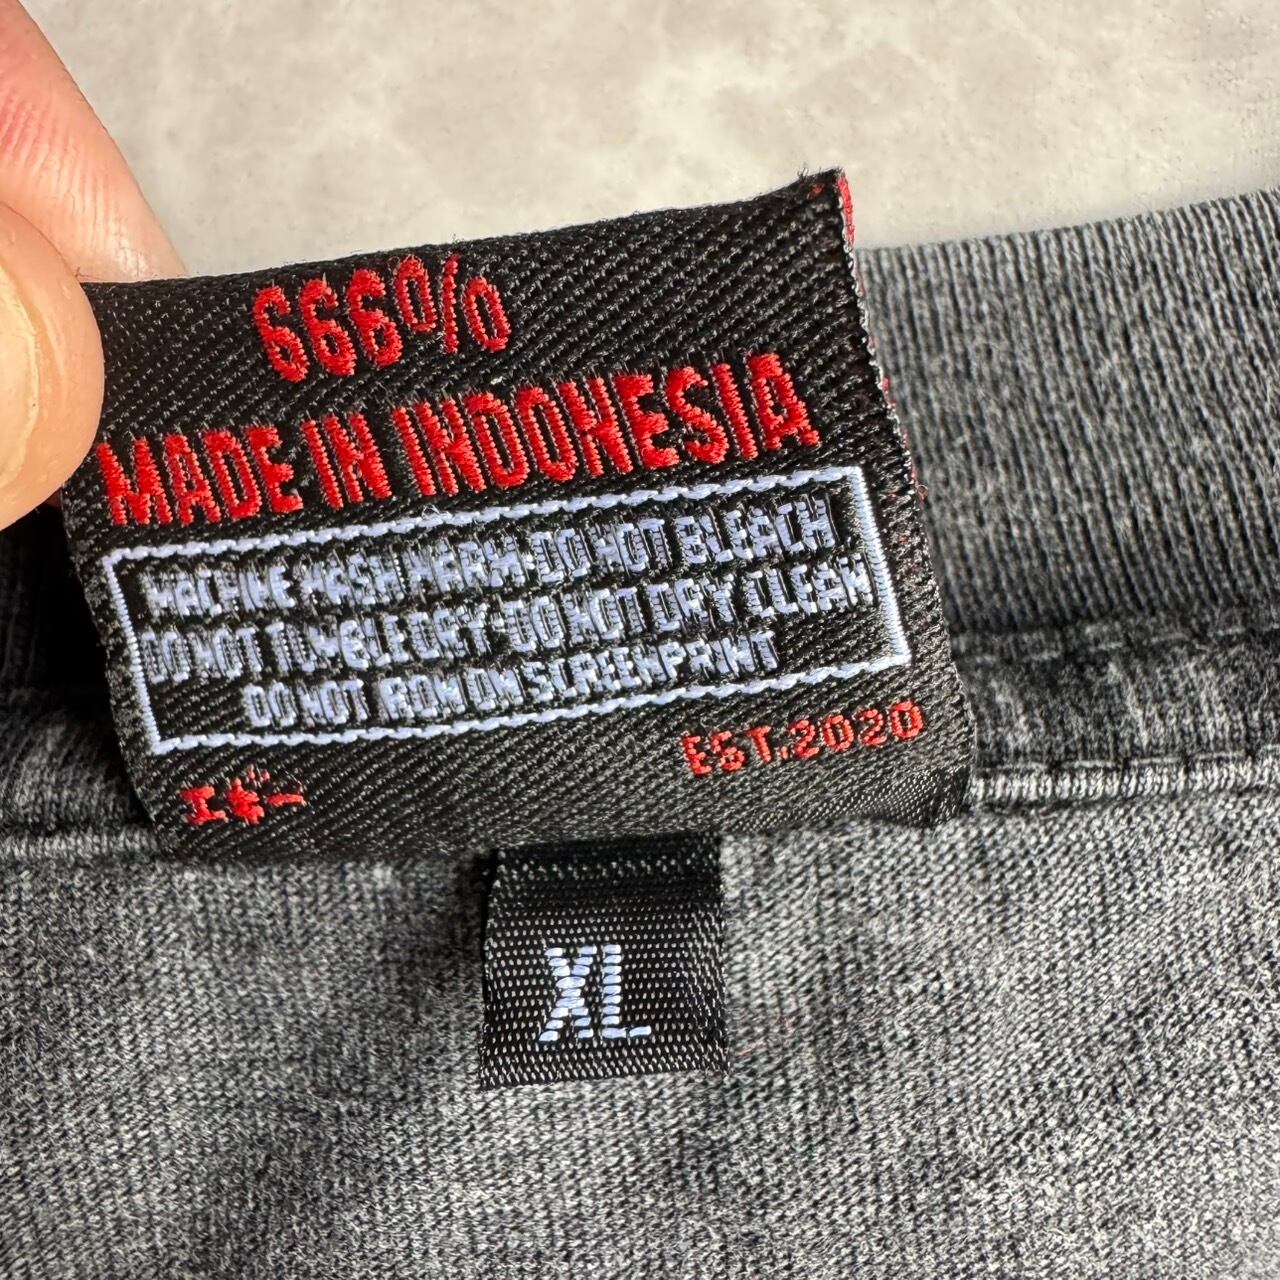 666%
MADE IN INDONESIA
MACHINE WASH WARM-DO NOT BLEACH
DO NOT TUMBLE DRY-DO NOT DRY CLEAN
DO NOT IRON ON SCREENPRINT
EST.2020
XL